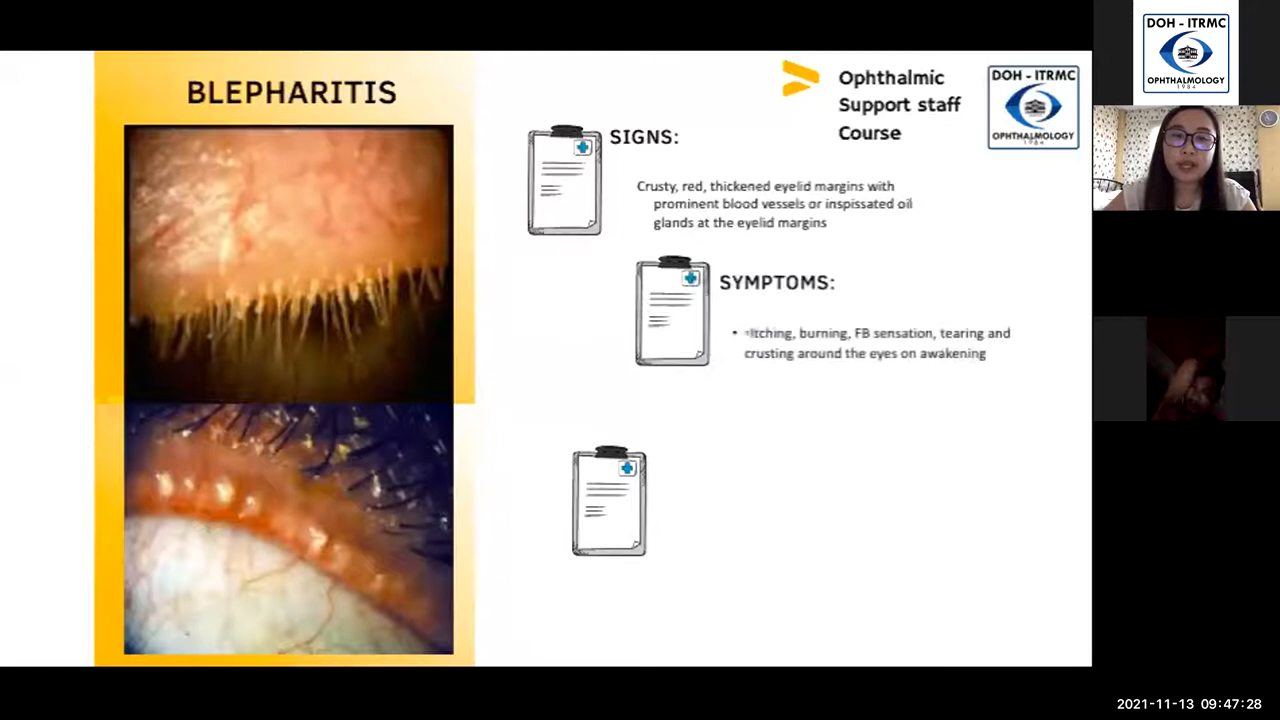 BLEPHARITIS
Ophthalmic
Support staff
Course
DOH - ITRMC
OPHTHALMOLOGY
1984
SIGNS:
Crusty, red, thickened eyelid margins with
prominent blood vessels or inspissated oil
glands at the eyelid margins
SYMPTOMS:
• Itching, burning, FB sensation, tearing and
crusting around the eyes on awakening
DOH - ITRMC
OPHTHALMOLOGY
1984
2021-11-13 09:47:28